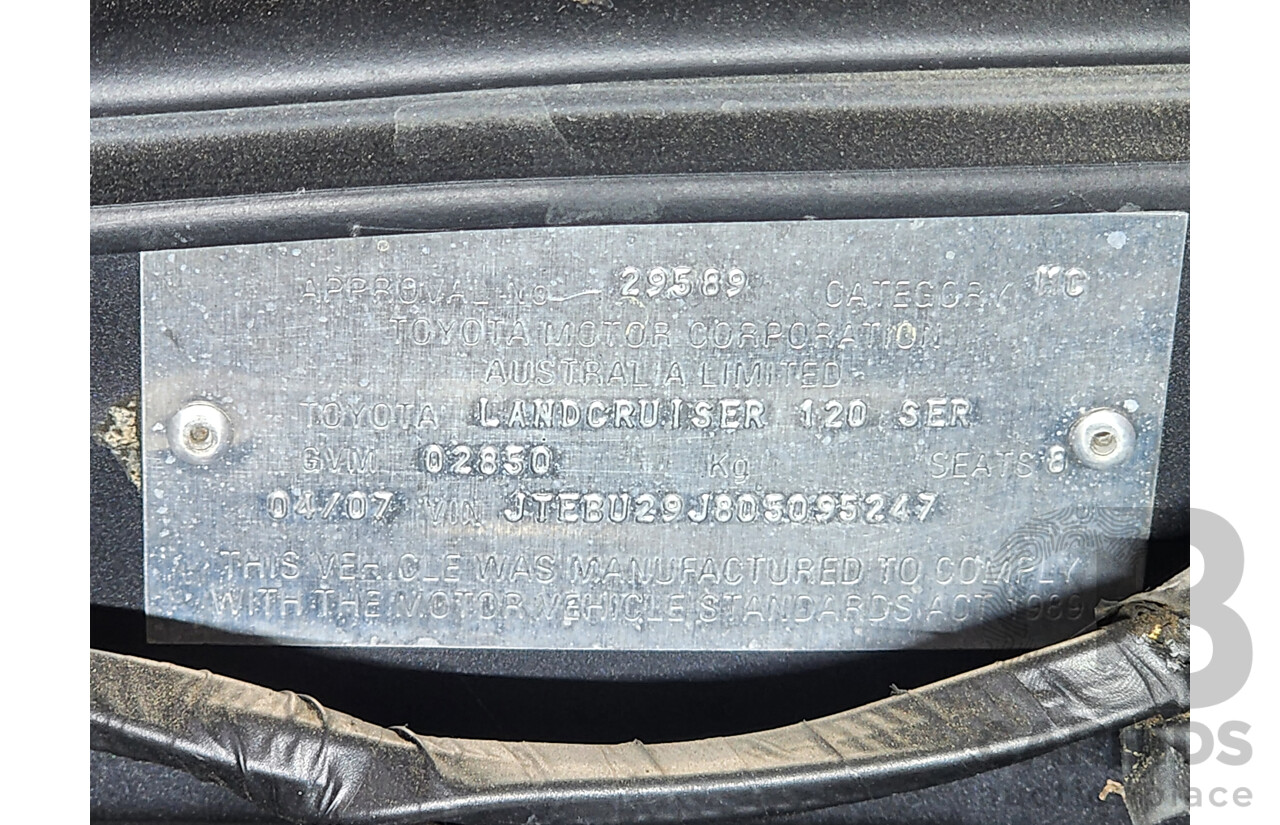 APPROVAL No 29589 CATEGORY MC
TOYOTA MOTOR CORPORATION
AUSTRALIA LIMITED
TOYOTA LANDCRUISER 120 SER
GVM 02850 Kg SEATS 8
04/07 VIN JTEBU29J805095247
THIS VEHICLE WAS MANUFACTURED TO COMPLY
WITH THE MOTOR VEHICLE STANDARDS ACT 1989